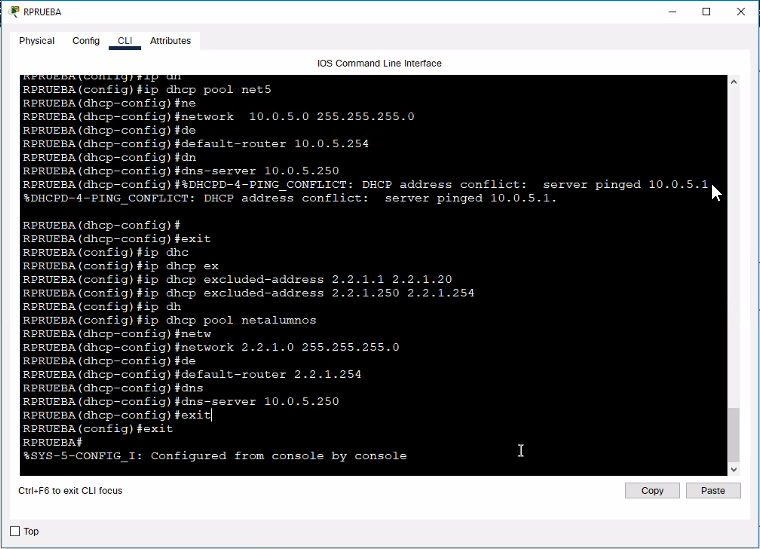 RPRUEBA
Physical Config CLI Attributes
IOS Command Line Interface
RPRUEBA(config)#ip dh
RPRUEBA(config)#ip dhcp pool net5
RPRUEBA(dhcp-config)#ne
RPRUEBA(dhcp-config)#network  10.0.5.0 255.255.255.0
RPRUEBA(dhcp-config)#de
RPRUEBA(dhcp-config)#default-router 10.0.5.254
RPRUEBA(dhcp-config)#dn
RPRUEBA(dhcp-config)#dns-server 10.0.5.250
RPRUEBA(dhcp-config)#%DHCPD-4-PING_CONFLICT: DHCP address conflict:  server pinged 10.0.5.1
%DHCPD-4-PING_CONFLICT: DHCP address conflict:  server pinged 10.0.5.1.
RPRUEBA(dhcp-config)#
RPRUEBA(dhcp-config)#exit
RPRUEBA(config)#ip dhc
RPRUEBA(config)#ip dhcp ex
RPRUEBA(config)#ip dhcp excluded-address 2.2.1.1 2.2.1.20
RPRUEBA(config)#ip dhcp excluded-address 2.2.1.250 2.2.1.254
RPRUEBA(config)#ip dh
RPRUEBA(config)#ip dhcp pool netalumnos
RPRUEBA(dhcp-config)#netw
RPRUEBA(dhcp-config)#network 2.2.1.0 255.255.255.0
RPRUEBA(dhcp-config)#de
RPRUEBA(dhcp-config)#default-router 2.2.1.254
RPRUEBA(dhcp-config)#dns
RPRUEBA(dhcp-config)#dns-server 10.0.5.250
RPRUEBA(dhcp-config)#exit
RPRUEBA(config)#exit
RPRUEBA#
%SYS-5-CONFIG_I: Configured from console by console
Ctrl+F6 to exit CLI focus
Copy Paste
Top